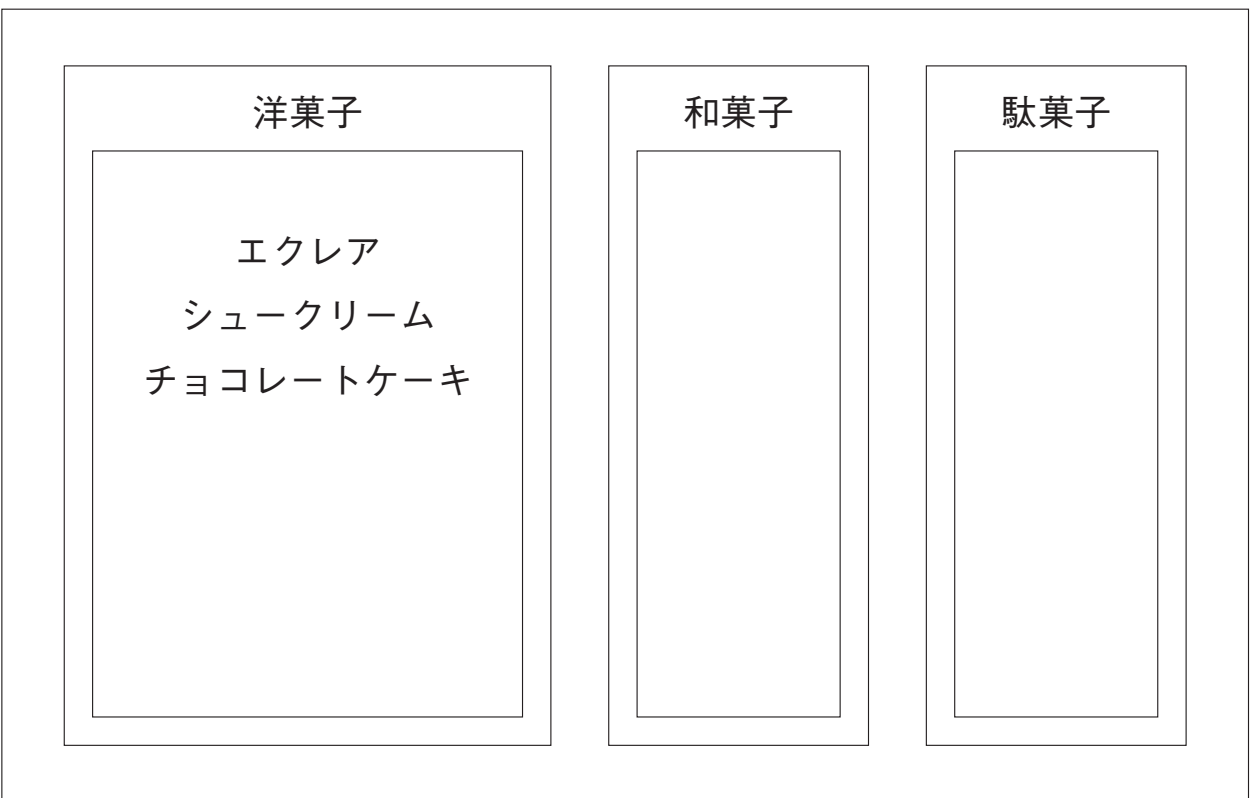 洋菓子
エクレア
シュークリーム
チョコレートケーキ
和菓子
駄菓子